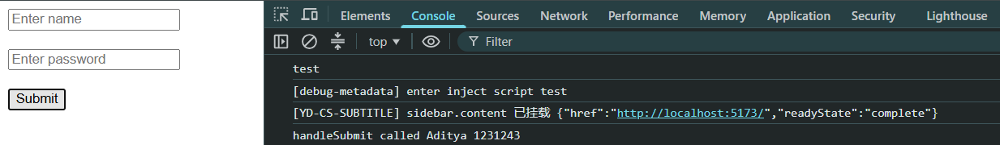 Enter name
Enter password
Submit
Elements Console Sources Network Performance Memory Application Security Lighthouse
top Filter
test
[debug-metadata] enter inject script test
[YD-CS-SUBTITLE] sidebar.content 已挂载 {"href":"http://localhost:5173/","readyState":"complete"}
handleSubmit called Aditya 1231243